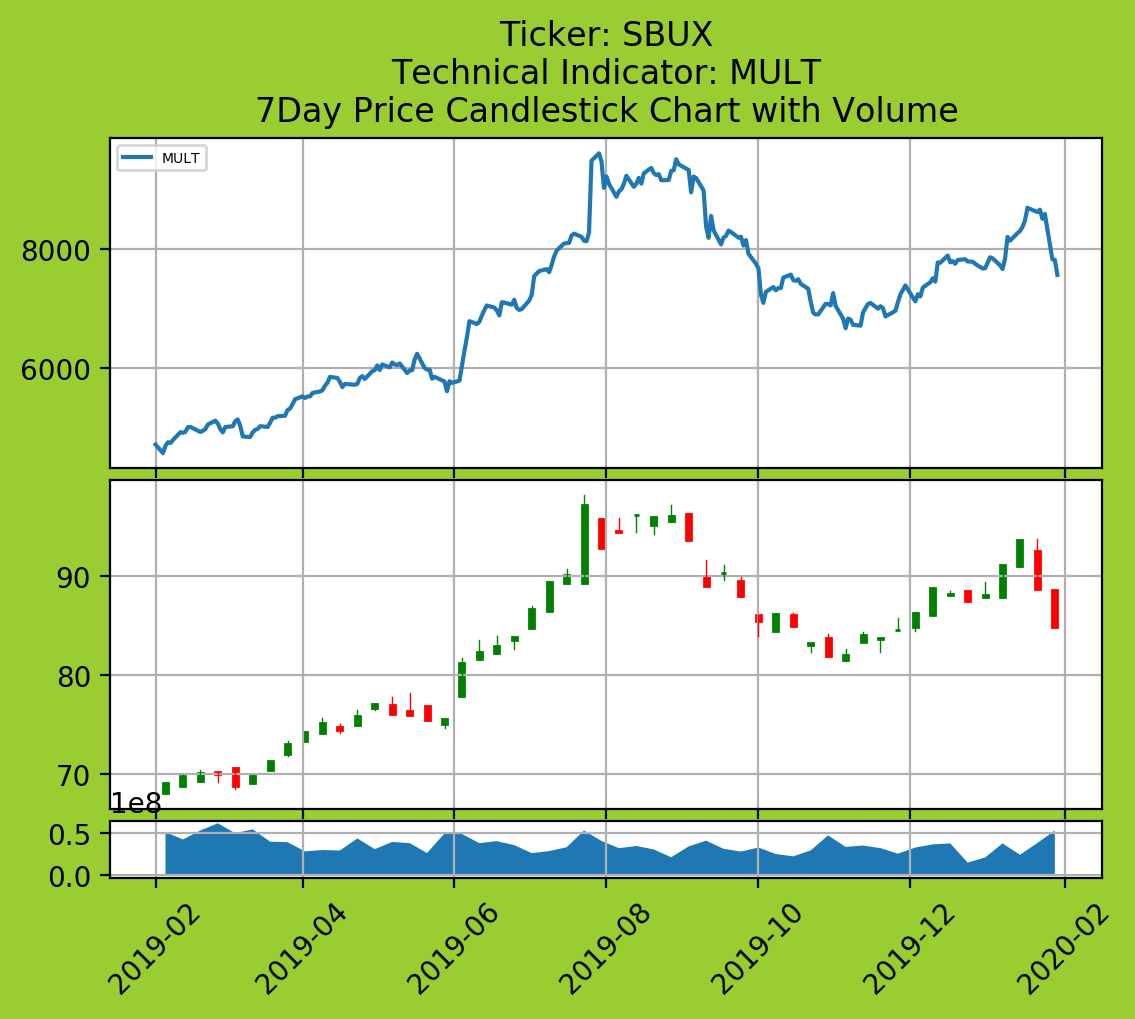 Ticker: SBUX
Technical Indicator: MULT
7Day Price Candlestick Chart with Volume
MULT
8000
6000
90
80
70
1e8
0.5
0.0
2019-02
2019-04
2019-06
2019-08
2019-10
2019-12
2020-02